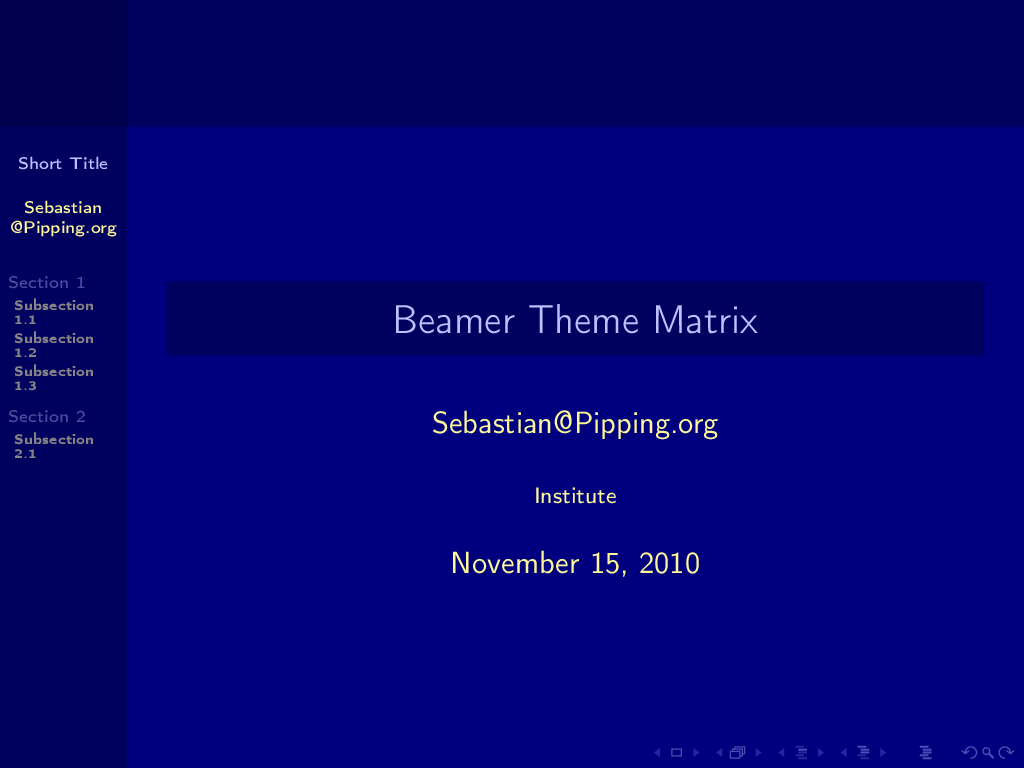 Short Title
Sebastian
@Pipping.org
Section 1
Subsection
1.1
Subsection
1.2
Subsection
1.3
Section 2
Subsection
2.1
Beamer Theme Matrix
Sebastian@Pipping.org
Institute
November 15, 2010